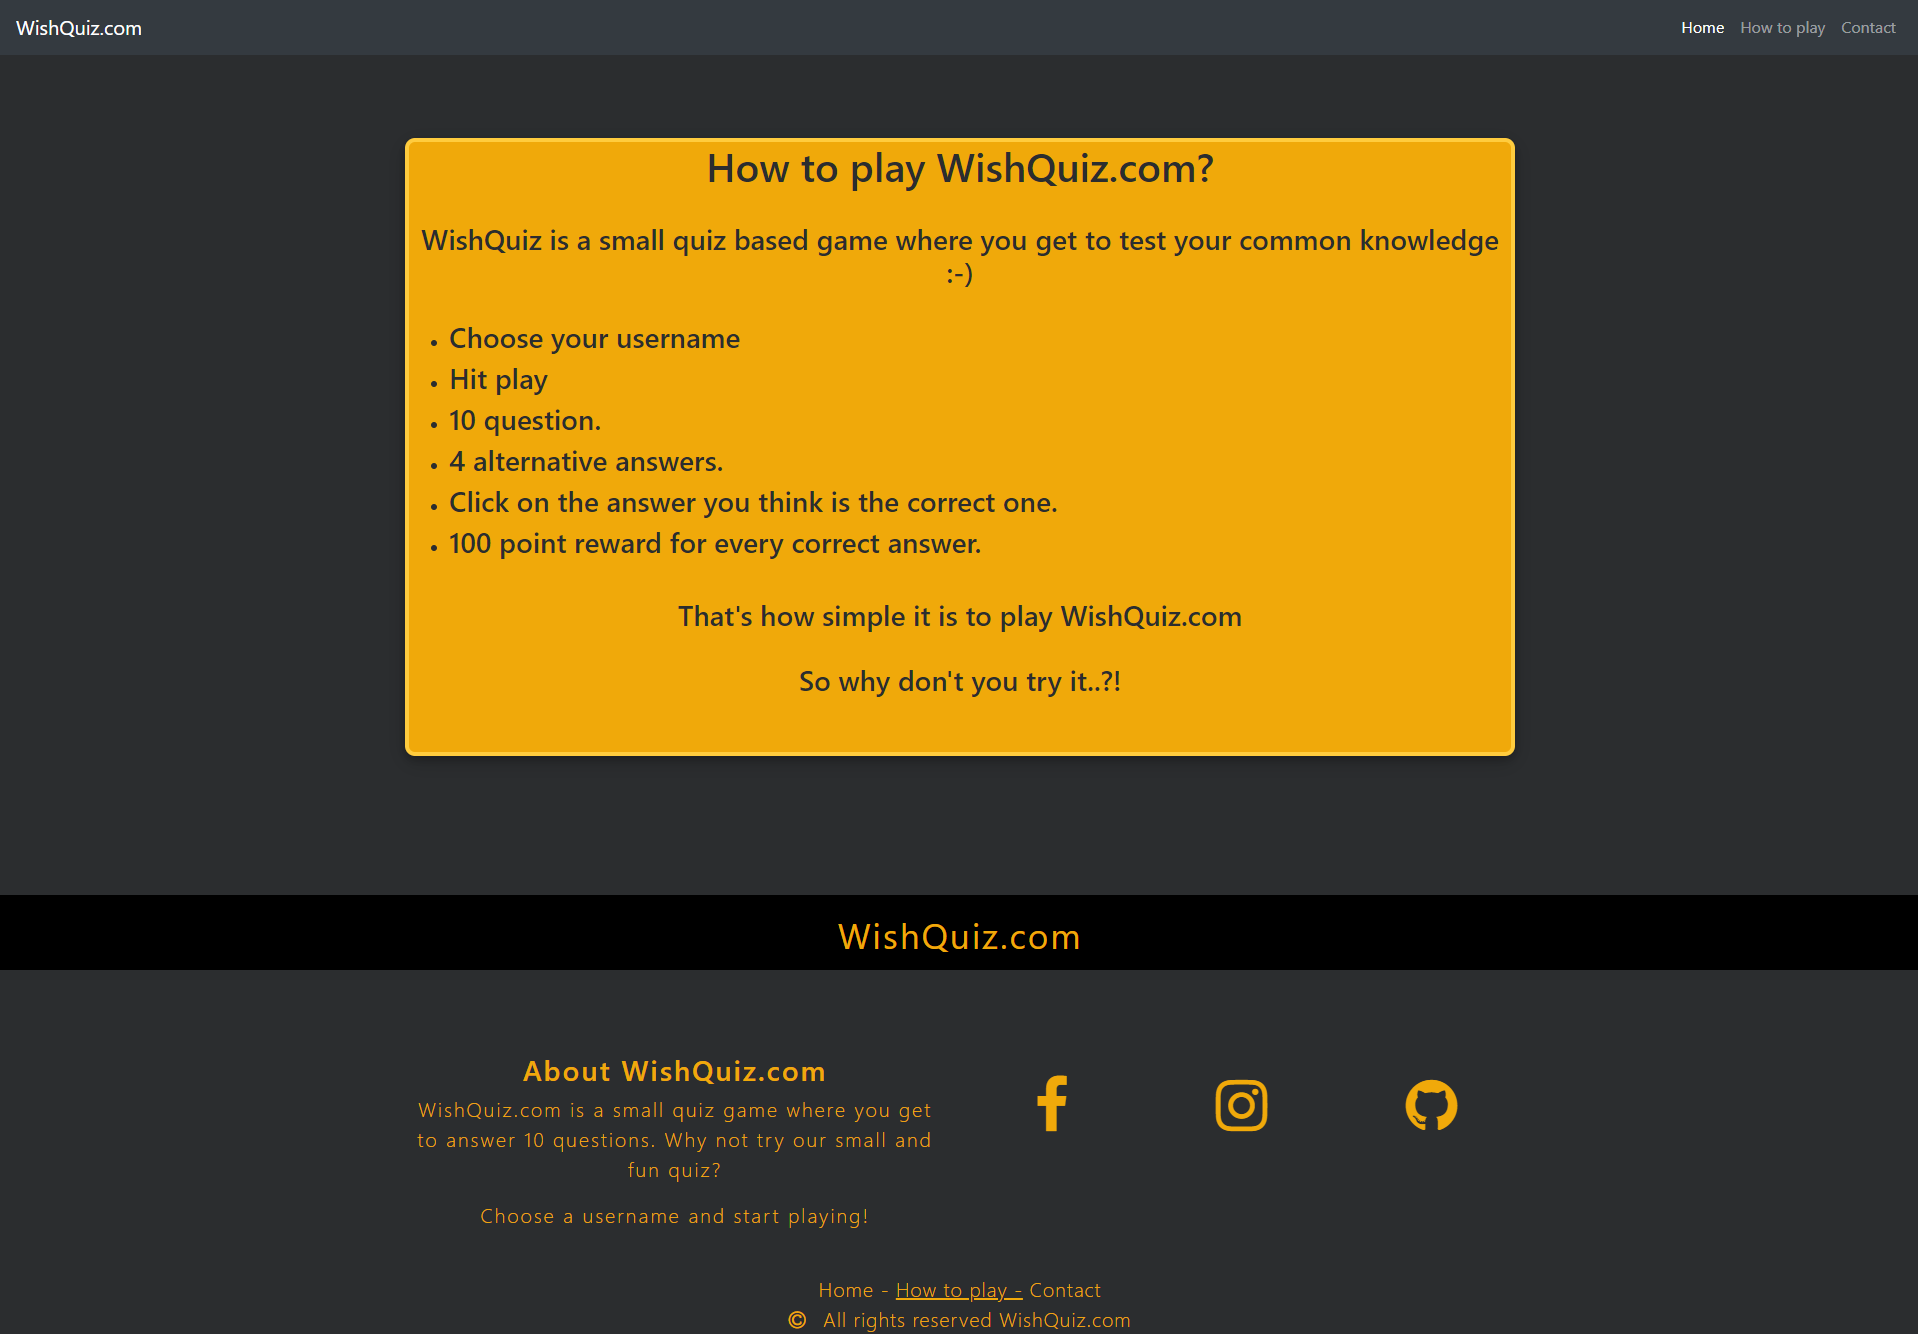 WishQuiz.com
Home How to play Contact
How to play WishQuiz.com?
WishQuiz is a small quiz based game where you get to test your common knowledge
:-)
• Choose your username
• Hit play
• 10 question.
• 4 alternative answers.
• Click on the answer you think is the correct one.
• 100 point reward for every correct answer.
That's how simple it is to play WishQuiz.com
So why don't you try it..?!
WishQuiz.com
About WishQuiz.com
WishQuiz.com is a small quiz game where you get
to answer 10 questions. Why not try our small and
fun quiz?
Choose a username and start playing!
Home - How to play - Contact
© All rights reserved WishQuiz.com